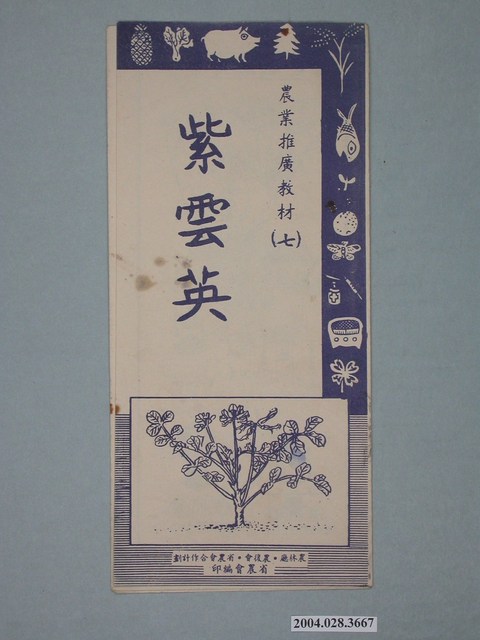 農業推廣教材
(七)
紫雲英
農林廳・農復會・省農會合作計劃
省農會編印
2004.028.3667